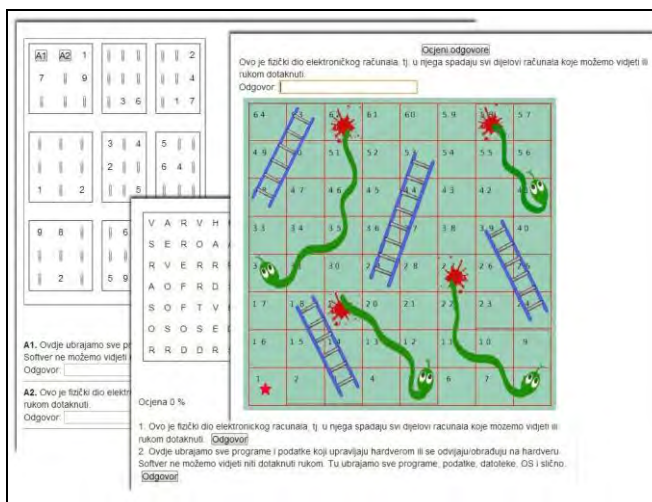 A1 A2 1
2
7 9
4
3 6
1 7
3 4
5
2
6 4
1 2
5
9 8
6
2
5 9
A1. Ovdje ubrajamo sve
Softver ne možemo vidjeti
Odgovor:
A2. Ovo je fizički dio
rukom dotaknuti.
Odgovor:
V A R V H
S E R O A
R V E R R
A O F R D
S O F T V
O S O S E
R R D D R
Ocjena 0 %
1. Ovo je fizički dio elektroničkog računala, tj. u njega spadaju svi dijelovi računala koje možemo vidjeti ili
rukom dotaknuti. Odgovor
2. Ovdje ubrajamo sve programe i podatke koji upravljaju hardverom ili se odvijaju/obrađuju na hardveru.
Softver ne možemo vidjeti niti dotaknuti rukom. Tu ubrajamo sve programe, podatke, datoteke, OS i slično.
Odgovor
Ocjeni odgovore
Ovo je fizički dio elektroničkog računala, tj. u njega spadaju svi dijelovi računala koje možemo vidjeti ili
rukom dotaknuti.
Odgovor:
64 63 62 61 60 59 57
49 51 52 54 55 56
48 47 46 45 44 42
33 34 35 36 37 38 39 40
30 28 26
17 18 20 21 22 23
16 15 14 13 12 11 10 9
1 2 4 6 7